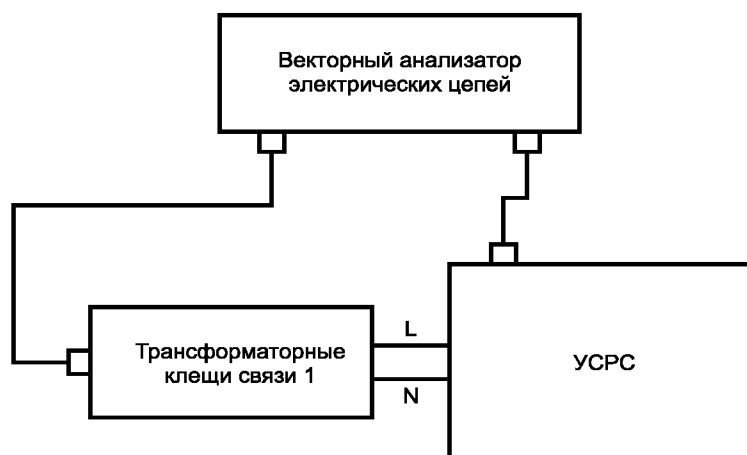 Векторный анализатор
электрических цепей
L
Трансформаторные
клещи связи 1
N
УСРС